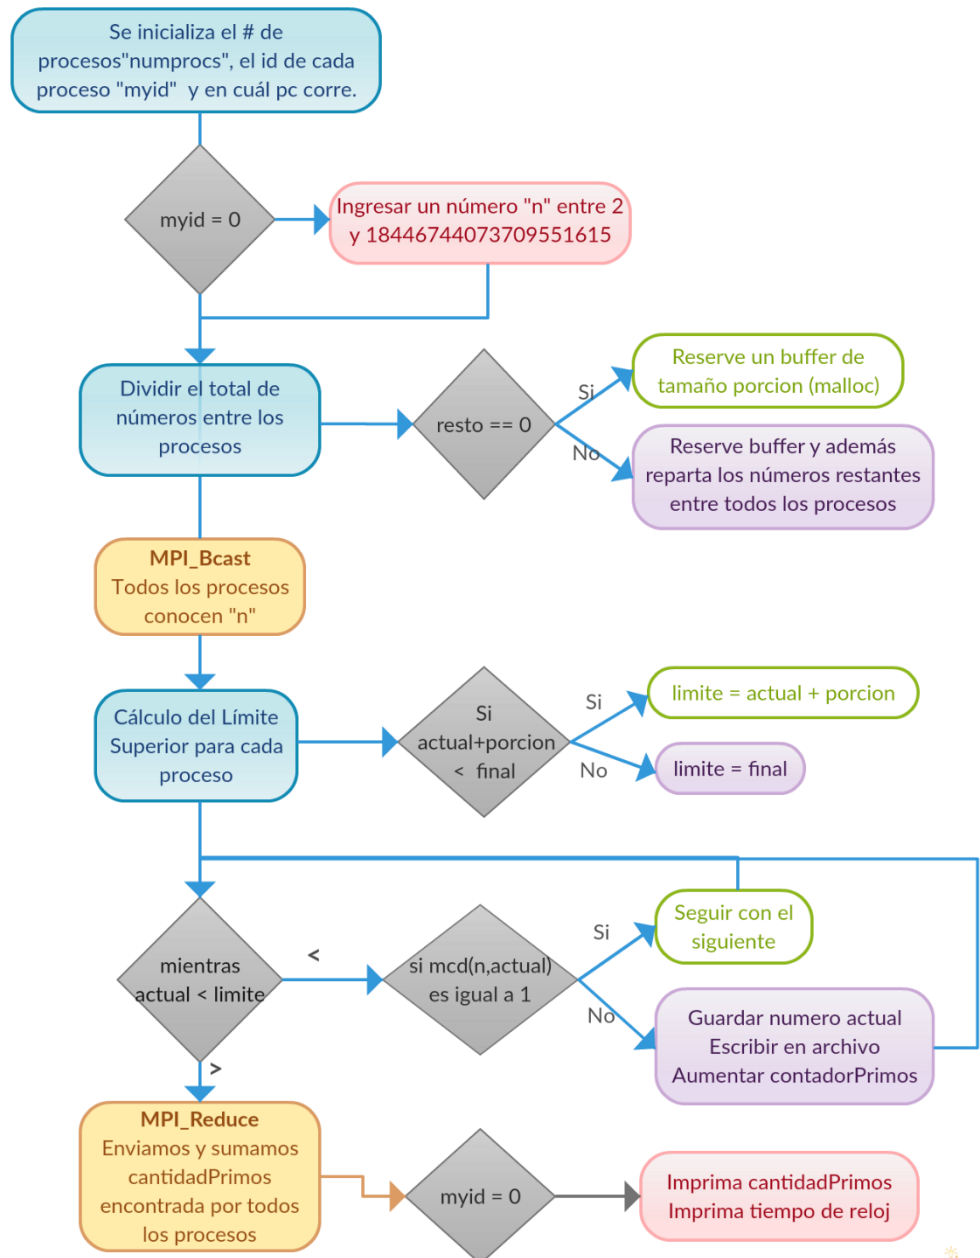 Se inicializa el # de
procesos"numprocs", el id de cada
proceso "myid" y en cuál pc corre.
myid = 0
Ingresar un número "n" entre 2
y 18446744073709551615
Dividir el total de
números entre los
procesos
resto == 0
Si
No
Reserve un buffer de
tamaño porcion (malloc)
Reserve buffer y además
reparta los números restantes
entre todos los procesos
MPI_Bcast
Todos los procesos
conocen "n"
Cálculo del Límite
Superior para cada
proceso
Si
actual+porcion
< final
Si
No
limite = actual + porcion
limite = final
mientras
actual < limite
<
>
si mcd(n,actual)
es igual a 1
Si
No
Seguir con el
siguiente
Guardar numero actual
Escribir en archivo
Aumentar contadorPrimos
MPI_Reduce
Enviamos y sumamos
cantidadPrimos
encontrada por todos
los procesos
myid = 0
Imprima cantidadPrimos
Imprima tiempo de reloj